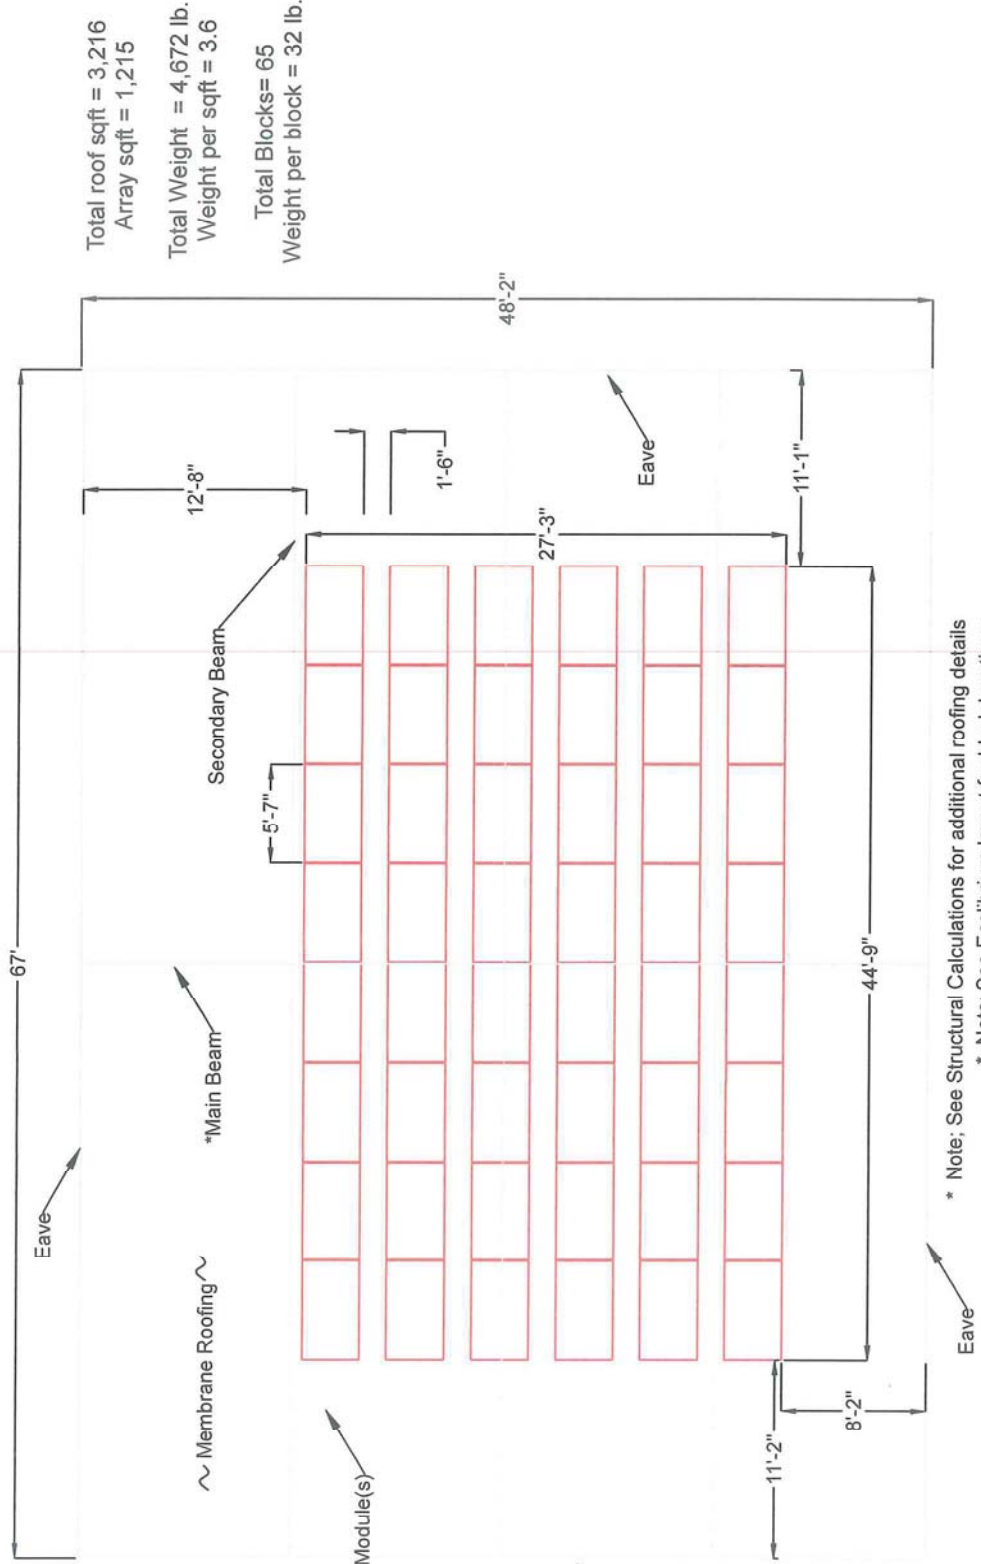 67'
Eave
Total roof sqft = 3,216
Array sqft = 1,215
Total Weight = 4,672 lb.
Weight per sqft = 3.6
Total Blocks= 65
Weight per block = 32 lb.
~ Membrane Roofing ~
*Main Beam
Secondary Beam
12'-8"
48'-2"
1'-6"
Module(s)
5'-7"
27'-3"
Eave
11'-1"
11'-2"
8'-2"
44'-9"
Eave
* Note; See Structural Calculations for additional roofing details